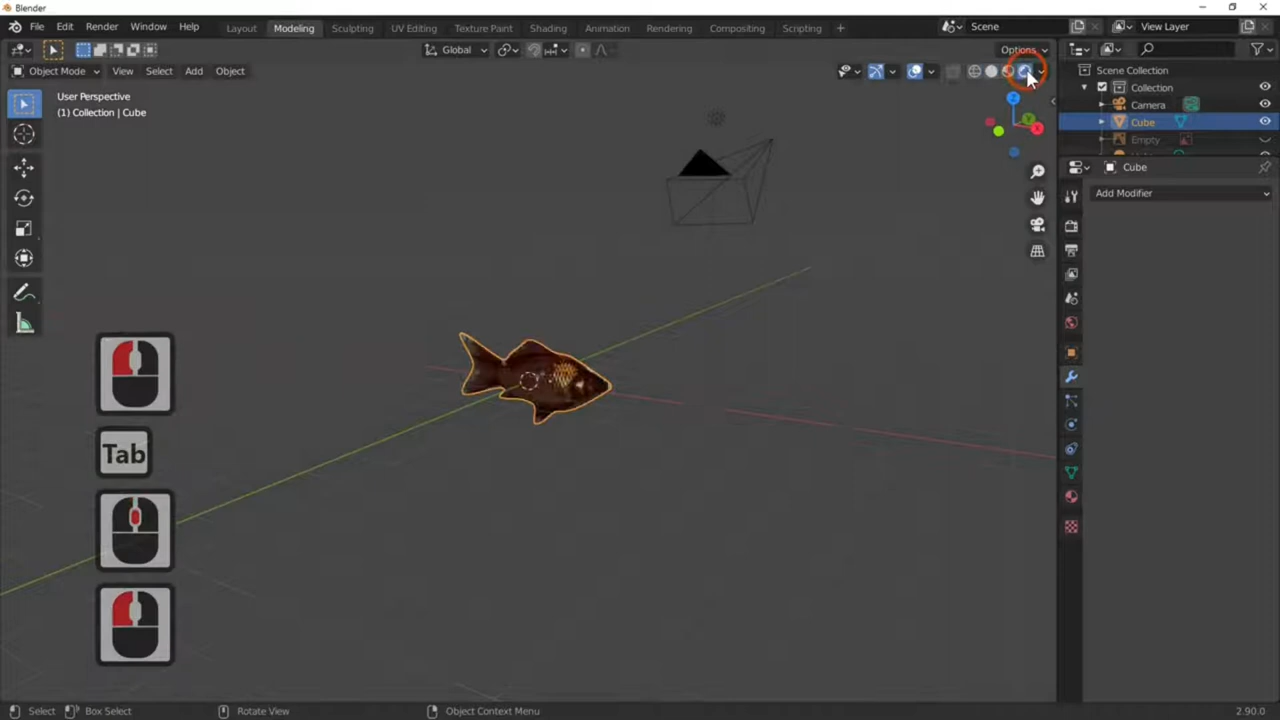 Blender
File Edit Render Window Help Layout Modeling Sculpting UV Editing Texture Paint Shading Animation Rendering Compositing Scripting + Scene View Layer
Global Options
Object Mode View Select Add Object Scene Collection
User Perspective Collection
(1) Collection | Cube Camera
Cube
Empty
Cube
Add Modifier
Tab
Select Box Select Rotate View Object Context Menu 2.90.0